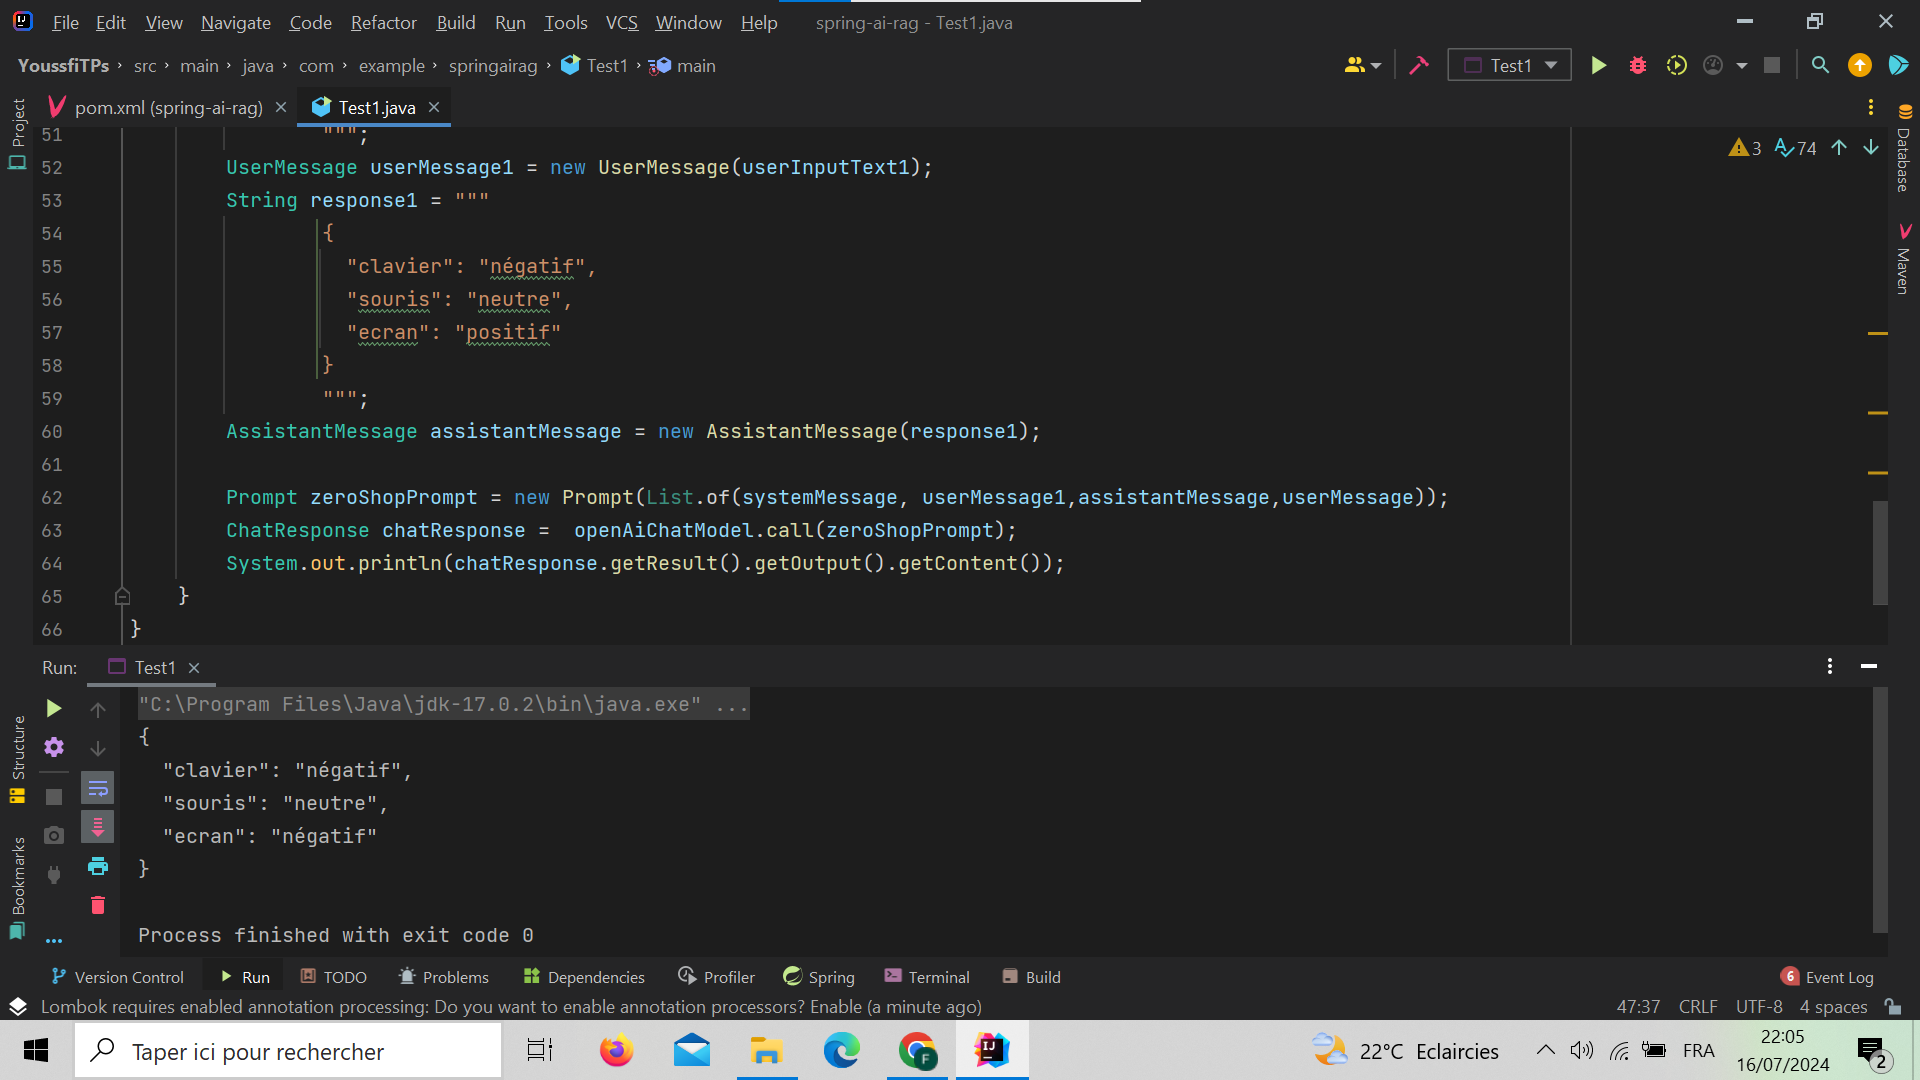 File Edit View Navigate Code Refactor Build Run Tools VCS Window Help spring-ai-rag - Test1.java
YoussfiTPs › src › main › java › com › example › springairag › Test1 › main Test1
pom.xml (spring-ai-rag) Test1.java
Project
Database
Maven
3 74
51 """;
52 UserMessage userMessage1 = new UserMessage(userInputText1);
53 String response1 = """
54 {
55 "clavier": "négatif",
56 "souris": "neutre",
57 "ecran": "positif"
58 }
59 """;
60 AssistantMessage assistantMessage = new AssistantMessage(response1);
61
62 Prompt zeroShopPrompt = new Prompt(List.of(systemMessage, userMessage1,assistantMessage,userMessage));
63 ChatResponse chatResponse =  openAiChatModel.call(zeroShopPrompt);
64 System.out.println(chatResponse.getResult().getOutput().getContent());
65 }
66 }
Run: Test1
Structure
Bookmarks
"C:\Program Files\Java\jdk-17.0.2\bin\java.exe" ...
{
"clavier": "négatif",
"souris": "neutre",
"ecran": "négatif"
}
Process finished with exit code 0
Version Control Run TODO Problems Dependencies Profiler Spring Terminal Build 6 Event Log
Lombok requires enabled annotation processing: Do you want to enable annotation processors? Enable (a minute ago) 47:37 CRLF UTF-8 4 spaces
Taper ici pour rechercher F IJ 22°C Eclaircies FRA 22:05
16/07/2024 2